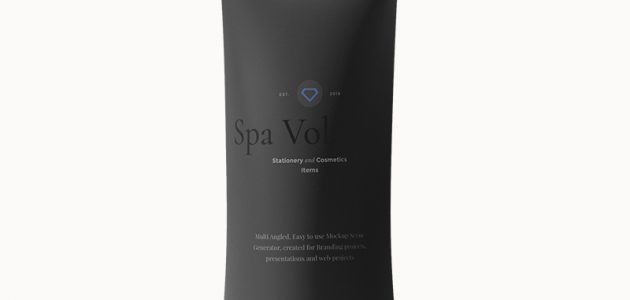 EST. 2016
Spa Vol.
Stationery and Cosmetics
Items
Multi Angled, Easy to use Mockup Scene
Generator, created for Branding projects,
presentations and web projects